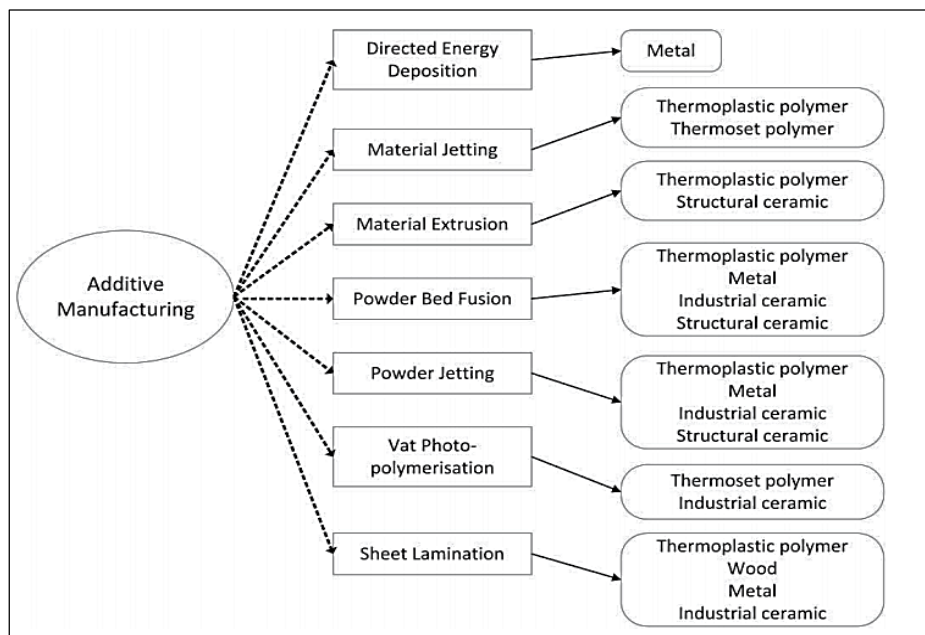 Additive
Manufacturing
Directed Energy
Deposition
Metal
Material Jetting
Thermoplastic polymer
Thermoset polymer
Material Extrusion
Thermoplastic polymer
Structural ceramic
Powder Bed Fusion
Thermoplastic polymer
Metal
Industrial ceramic
Structural ceramic
Powder Jetting
Thermoplastic polymer
Metal
Industrial ceramic
Structural ceramic
Vat Photo-
polymerisation
Thermoset polymer
Industrial ceramic
Sheet Lamination
Thermoplastic polymer
Wood
Metal
Industrial ceramic